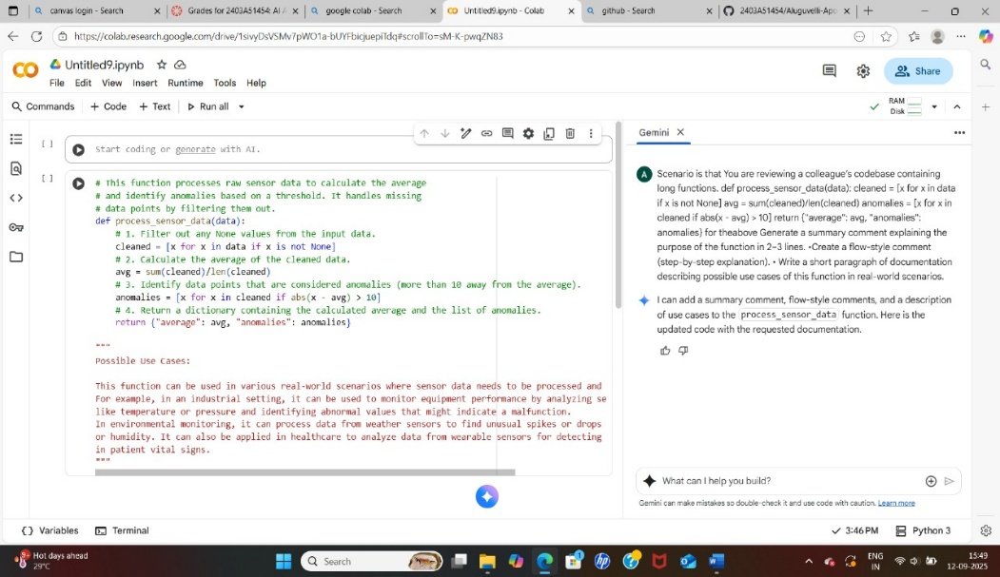 canvas login - Search
Grades for 2403A51454: AI A
google colab - Search
Untitled9.ipynb - Colab
github - Search
2403A51454/Aluguvelli-Apo
https://colab.research.google.com/drive/1sivyDsVSMv7pWO1a-bUYFbicjuepiTdq#scrollTo=sM-K-pwqZN83
CO
Untitled9.ipynb
File Edit View Insert Runtime Tools Help
Share
Commands + Code + Text Run all
RAM
Disk
[ ] Start coding or generate with AI.
[ ] # This function processes raw sensor data to calculate the average
# and identify anomalies based on a threshold. It handles missing
# data points by filtering them out.
def process_sensor_data(data):
# 1. Filter out any None values from the input data.
cleaned = [x for x in data if x is not None]
# 2. Calculate the average of the cleaned data.
avg = sum(cleaned)/len(cleaned)
# 3. Identify data points that are considered anomalies (more than 10 away from the average).
anomalies = [x for x in cleaned if abs(x - avg) > 10]
# 4. Return a dictionary containing the calculated average and the list of anomalies.
return {"average": avg, "anomalies": anomalies}
"""
Possible Use Cases:
This function can be used in various real-world scenarios where sensor data needs to be processed and
For example, in an industrial setting, it can be used to monitor equipment performance by analyzing se
like temperature or pressure and identifying abnormal values that might indicate a malfunction.
In environmental monitoring, it can process data from weather sensors to find unusual spikes or drops
or humidity. It can also be applied in healthcare to analyze data from wearable sensors for detecting
in patient vital signs.
"""
Gemini
A
Scenario is that You are reviewing a colleague's codebase containing
long functions. def process_sensor_data(data): cleaned = [x for x in data
if x is not None] avg = sum(cleaned)/len(cleaned) anomalies = [x for x in
cleaned if abs(x - avg) > 10] return {"average": avg, "anomalies":
anomalies} for theabove Generate a summary comment explaining the
purpose of the function in 2–3 lines. •Create a flow-style comment
(step-by-step explanation). • Write a short paragraph of documentation
describing possible use cases of this function in real-world scenarios.
I can add a summary comment, flow-style comments, and a description
of use cases to the process_sensor_data function. Here is the
updated code with the requested documentation.
What can I help you build?
Gemini can make mistakes so double-check it and use code with caution. Learn more
{} Variables Terminal
3:46 PM Python 3
9+
Hot days ahead
29°C
Search
1
ENG
IN
15:49
12-09-2025